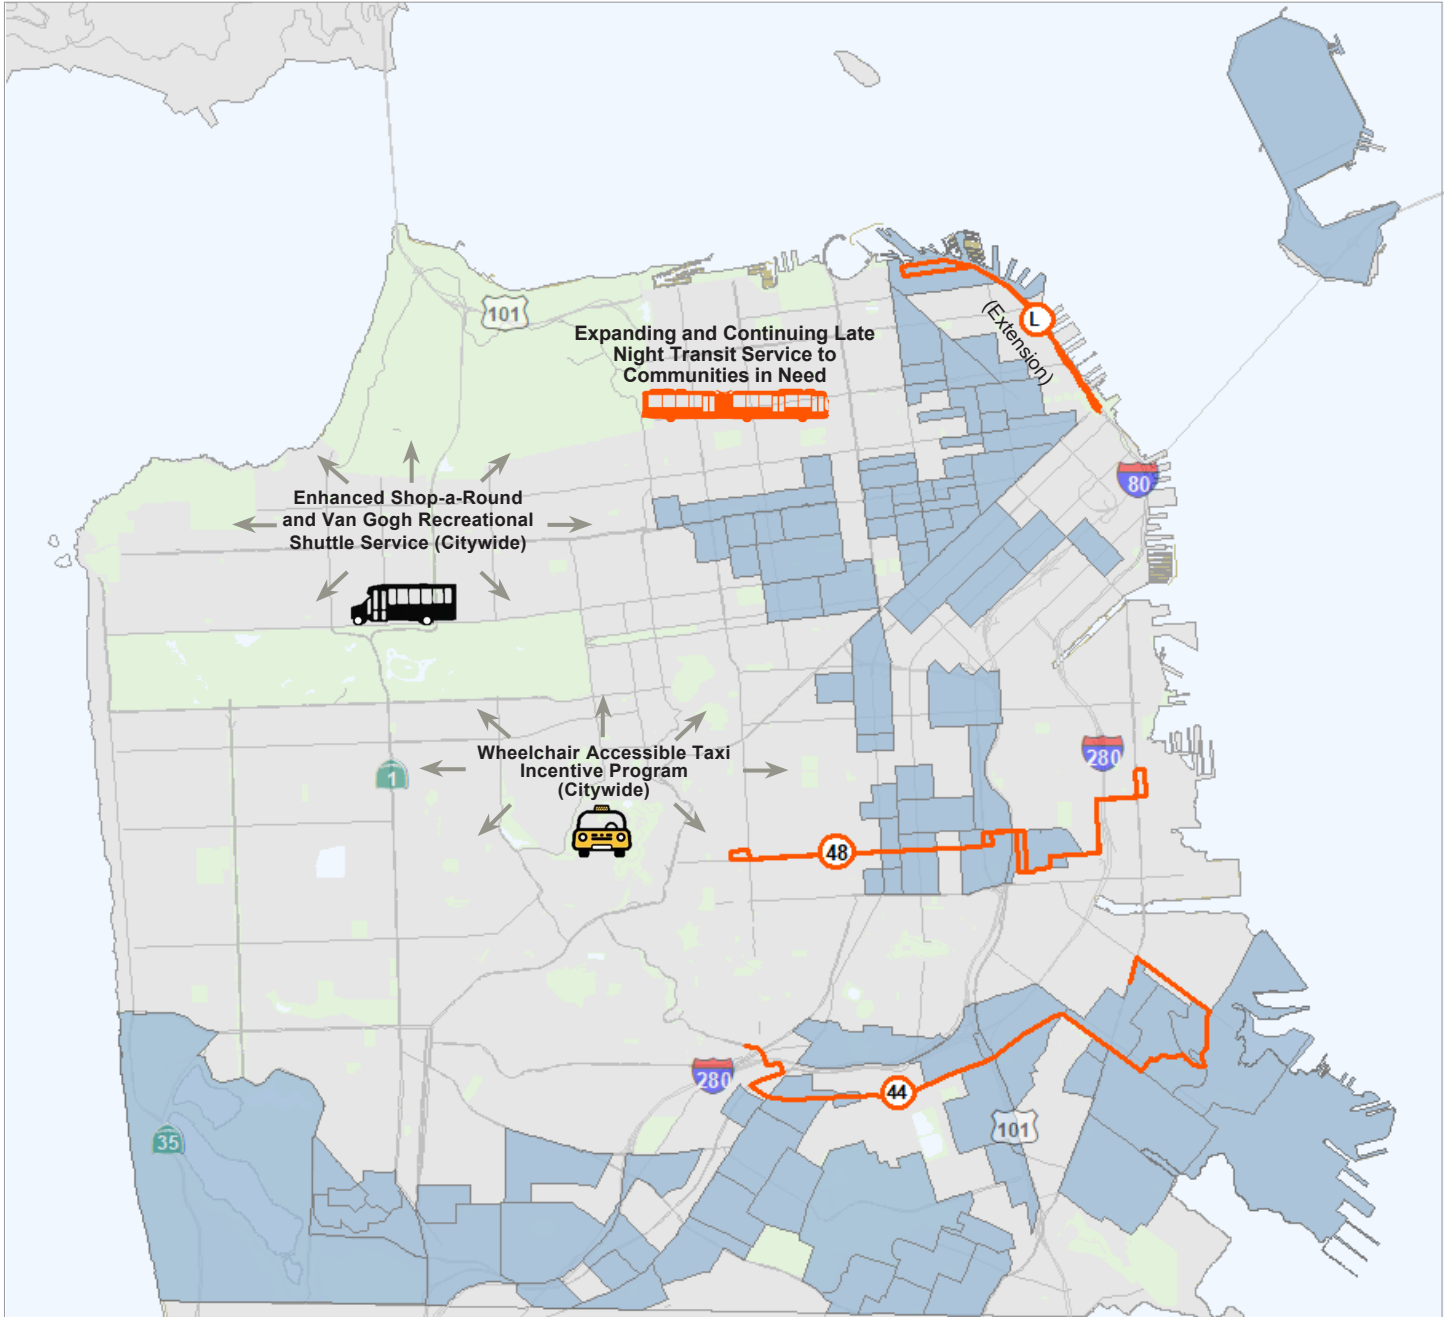 101
L
(Extension)
Expanding and Continuing Late
Night Transit Service to
Communities in Need
80
Enhanced Shop-a-Round
and Van Gogh Recreational
Shuttle Service (Citywide)
Wheelchair Accessible Taxi
Incentive Program
(Citywide)
1
280
48
280
44
101
35